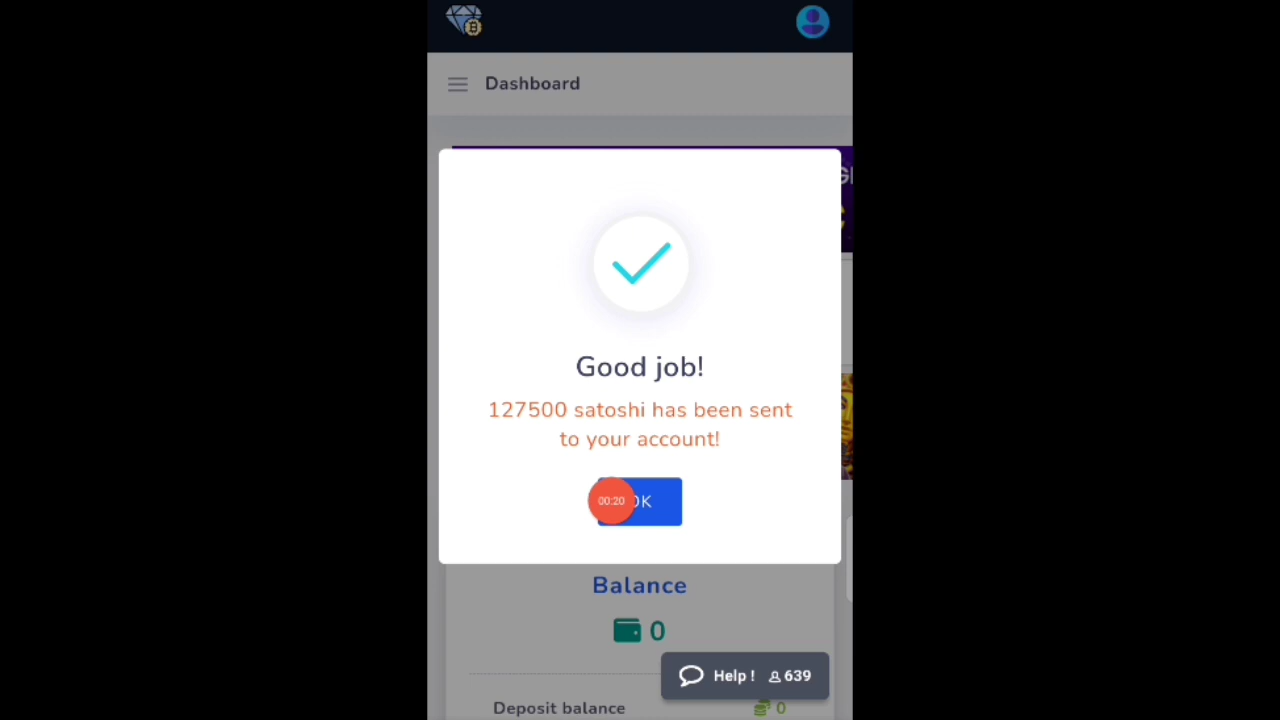 Dashboard
Good job!
127500 satoshi has been sent
to your account!
00:20
OK
Balance
0
Help ! 639
Deposit balance 0